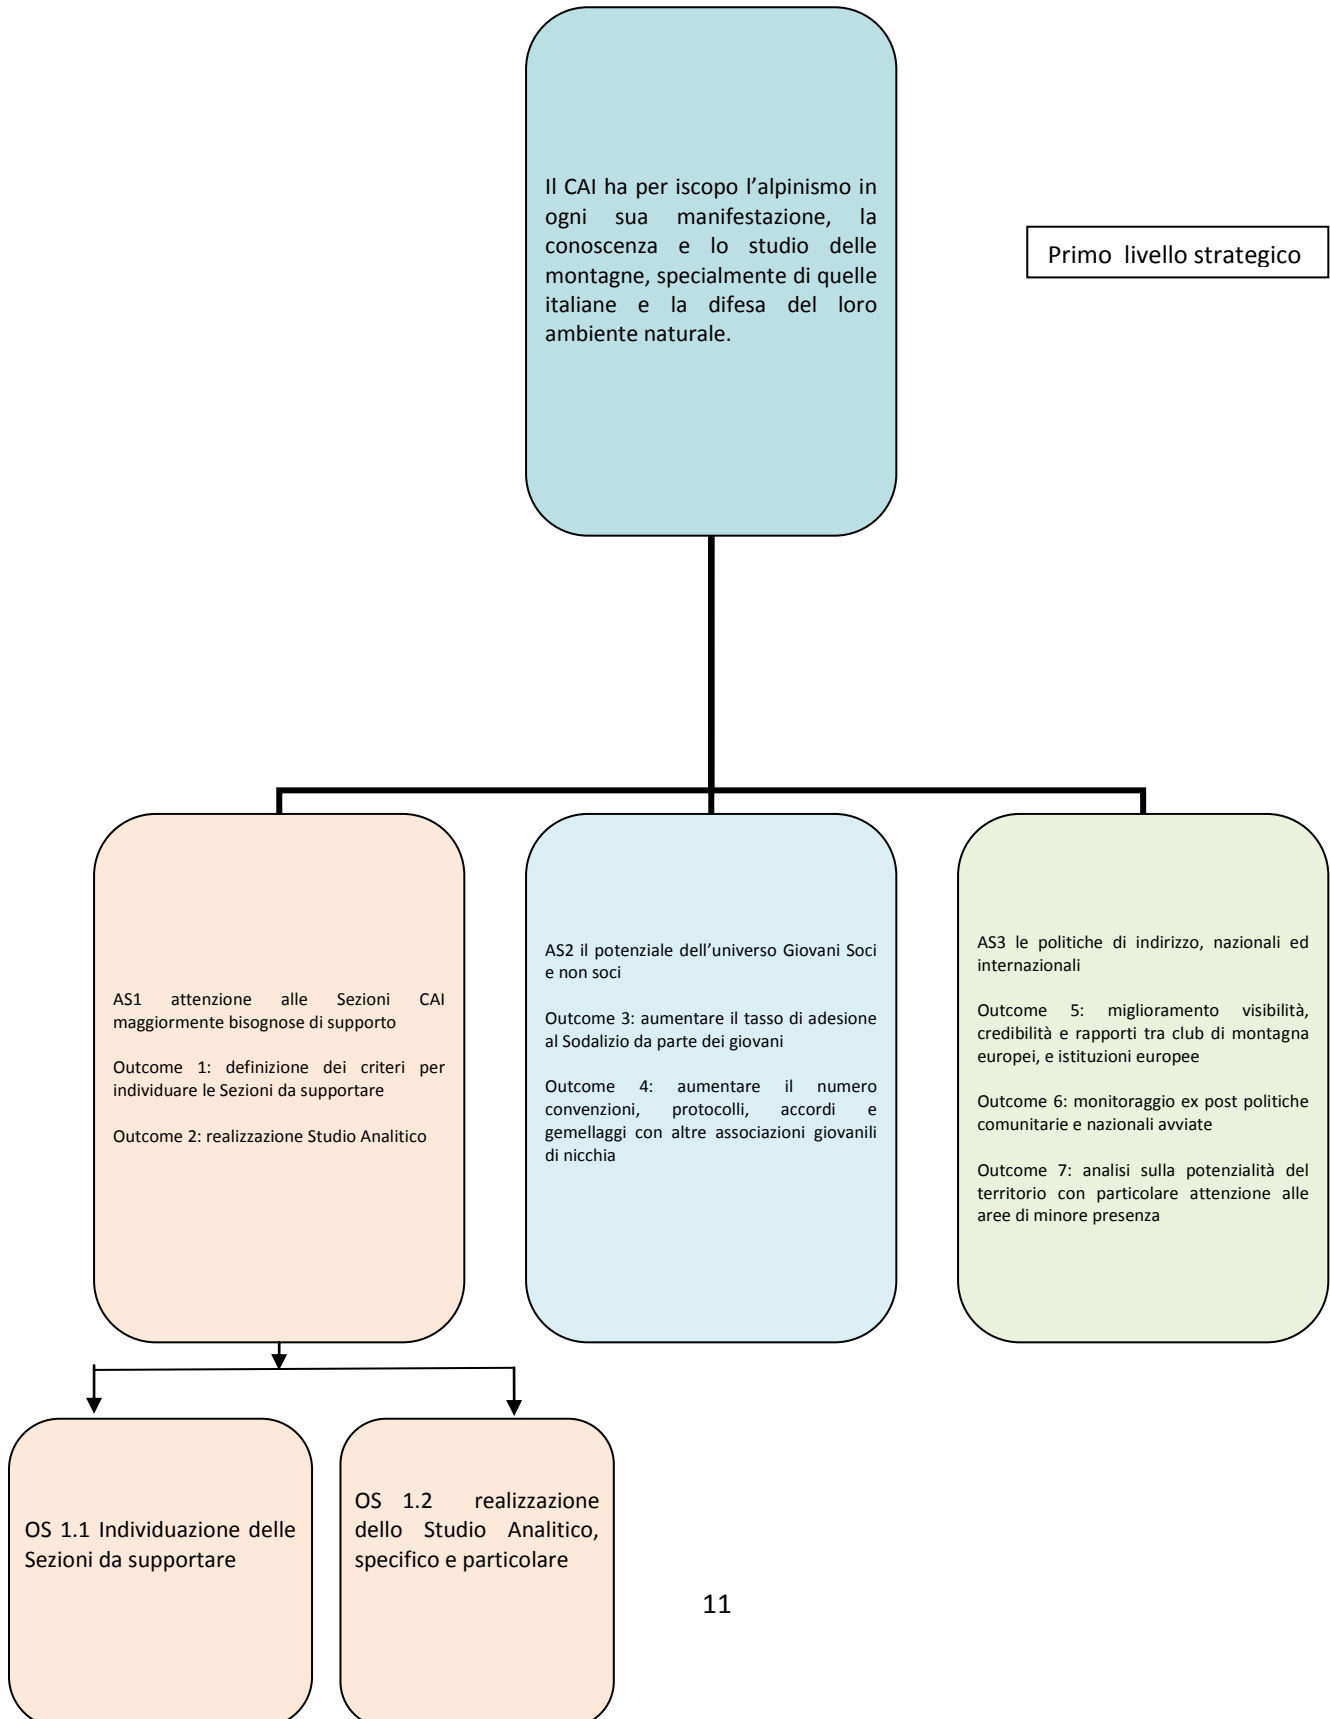 Il CAI ha per iscopo l’alpinismo in
ogni sua manifestazione, la
conoscenza e lo studio delle
montagne, specialmente di quelle
italiane e la difesa del loro
ambiente naturale.
Primo livello strategico
AS1 attenzione alle Sezioni CAI
maggiormente bisognose di supporto
Outcome 1: definizione dei criteri per
individuare le Sezioni da supportare
Outcome 2: realizzazione Studio Analitico
AS2 il potenziale dell’universo Giovani Soci
e non soci
Outcome 3: aumentare il tasso di adesione
al Sodalizio da parte dei giovani
Outcome 4: aumentare il numero
convenzioni, protocolli, accordi e
gemellaggi con altre associazioni giovanili
di nicchia
AS3 le politiche di indirizzo, nazionali ed
internazionali
Outcome 5: miglioramento visibilità,
credibilità e rapporti tra club di montagna
europei, e istituzioni europee
Outcome 6: monitoraggio ex post politiche
comunitarie e nazionali avviate
Outcome 7: analisi sulla potenzialità del
territorio con particolare attenzione alle
aree di minore presenza
OS 1.1 Individuazione delle
Sezioni da supportare
OS 1.2 realizzazione
dello Studio Analitico,
specifico e particolare
11